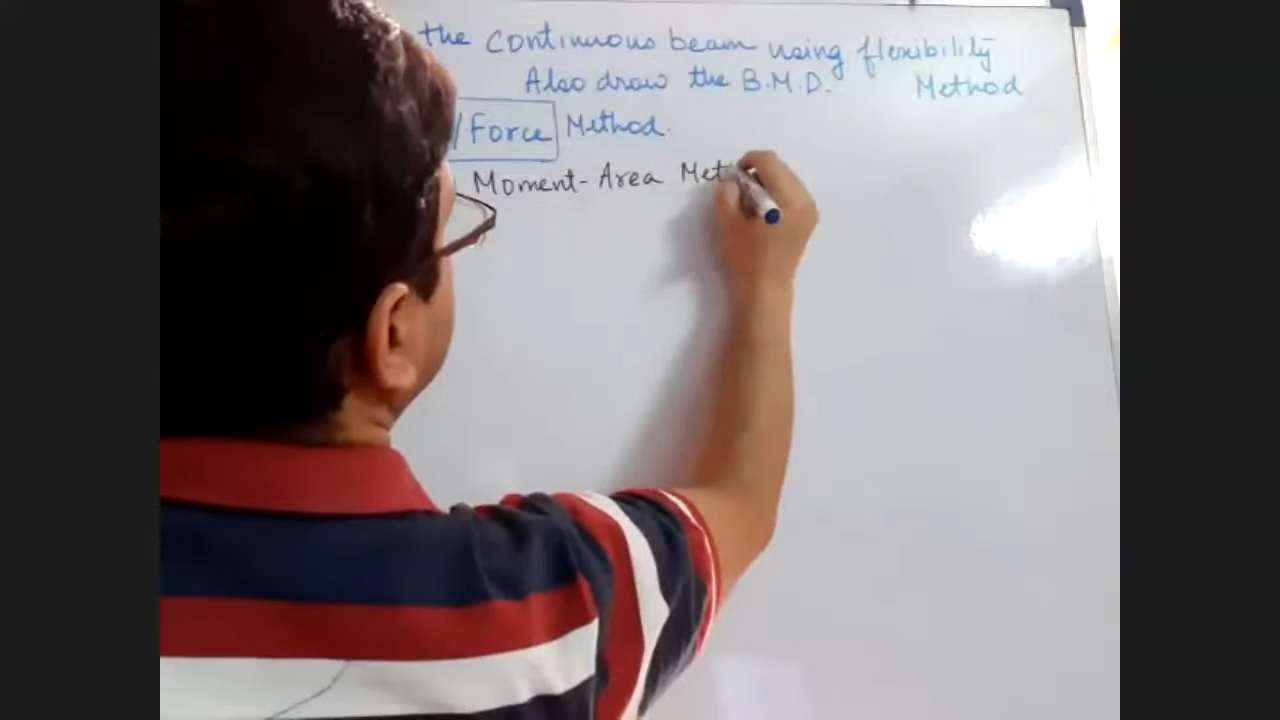 the continuous beam using flexibility
Also draw the B.M.D. Method
/Force Method.
Moment-Area Met